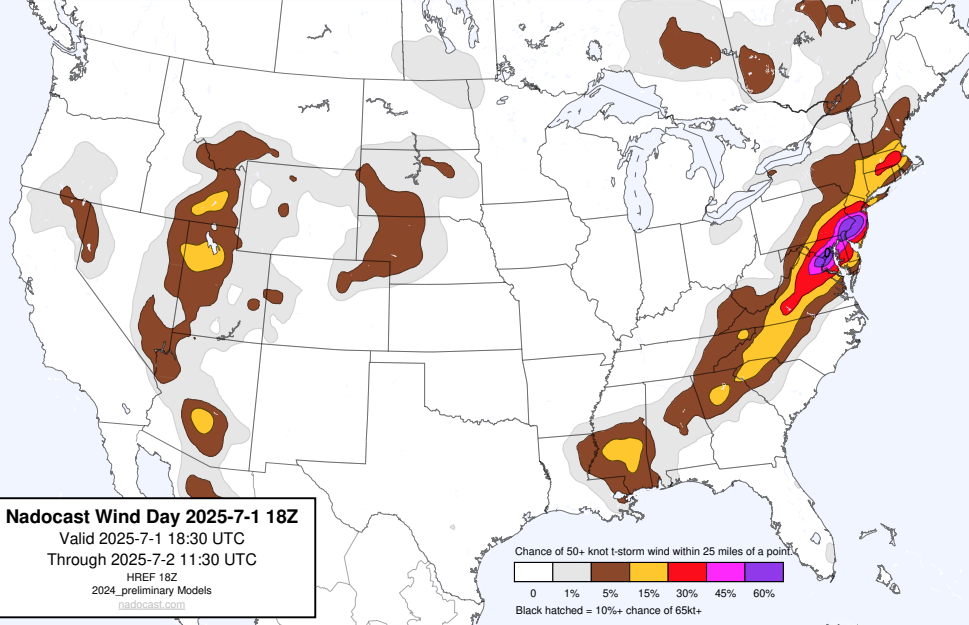 Nadocast Wind Day 2025-7-1 18Z
Valid 2025-7-1 18:30 UTC
Through 2025-7-2 11:30 UTC
HREF 18Z
2024_preliminary Models
nadocast.com
Chance of 50+ knot t-storm wind within 25 miles of a point.
0 1% 5% 15% 30% 45% 60%
Black hatched = 10%+ chance of 65kt+